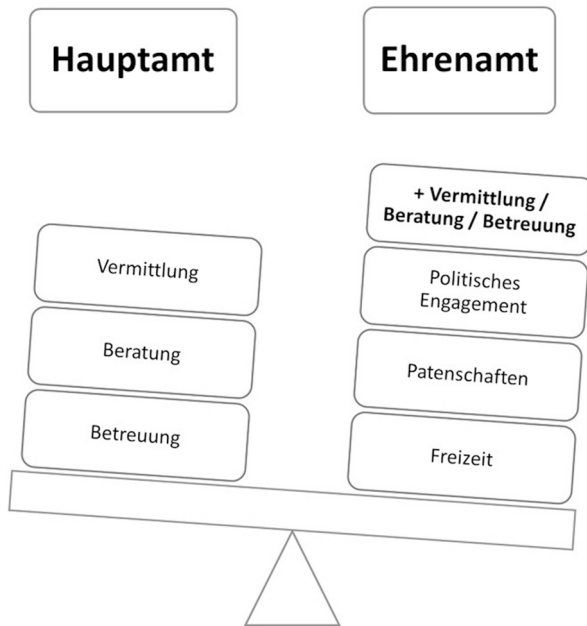 Hauptamt
Ehrenamt
Vermittlung
Beratung
Betreuung
+ Vermittlung /
Beratung / Betreuung
Politisches
Engagement
Patenschaften
Freizeit